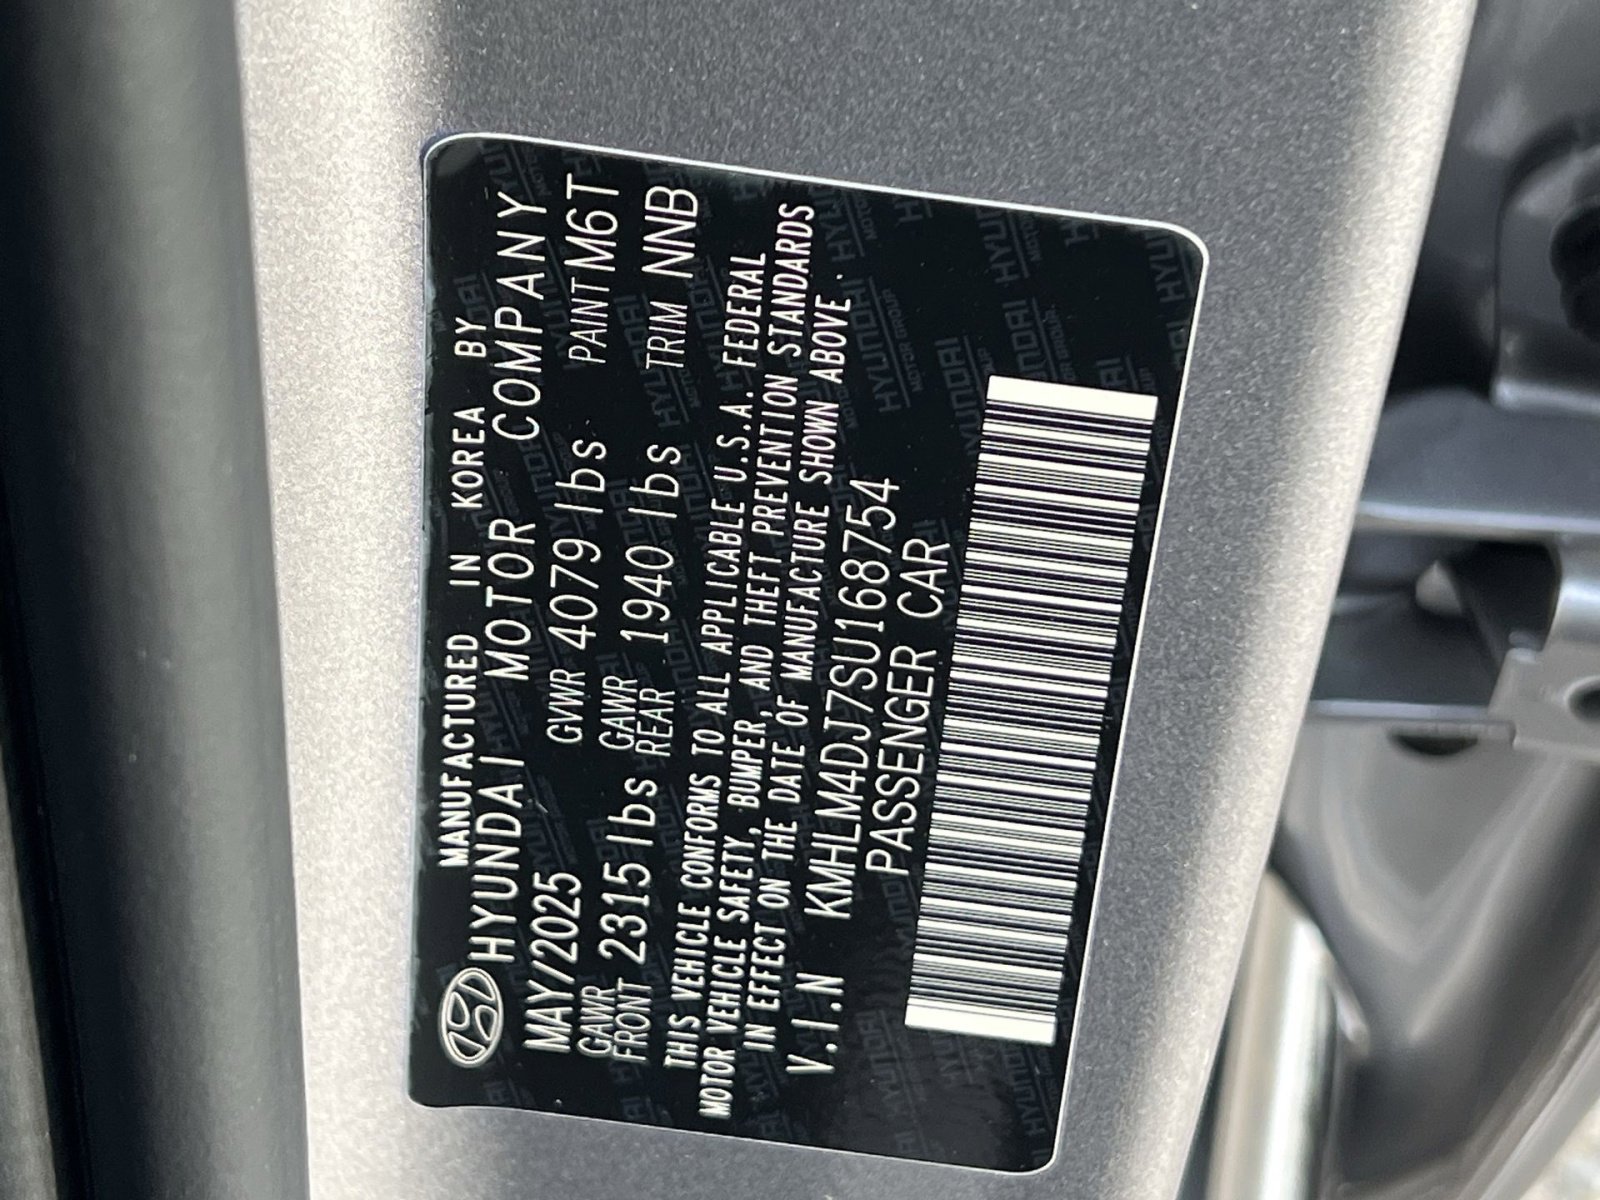 MANUFACTURED IN KOREA BY
HYUNDAI MOTOR COMPANY
MAY/2025 GVWR 4079 lbs PAINT M6T
GAWR FRONT 2315 lbs GAWR REAR 1940 lbs TRIM NNB
THIS VEHICLE CONFORMS TO ALL APPLICABLE U.S.A. FEDERAL
MOTOR VEHICLE SAFETY, BUMPER, AND THEFT PREVENTION STANDARDS
IN EFFECT ON THE DATE OF MANUFACTURE SHOWN ABOVE.
V.I.N KMHLM4DJ7SU168754
PASSENGER CAR